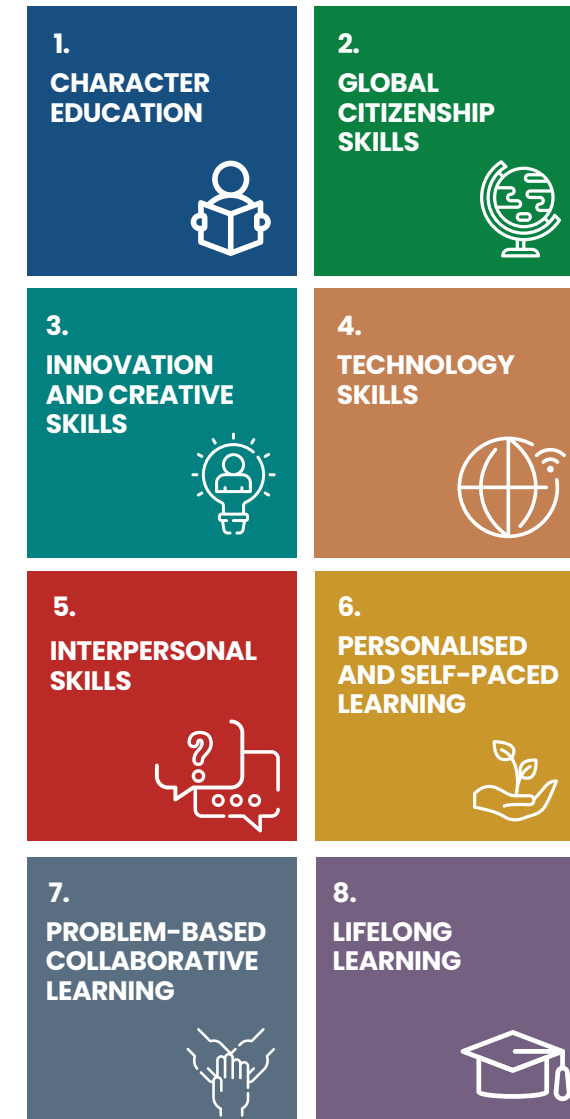 1.
CHARACTER
EDUCATION
2.
GLOBAL
CITIZENSHIP
SKILLS
3.
INNOVATION
AND CREATIVE
SKILLS
4.
TECHNOLOGY
SKILLS
5.
INTERPERSONAL
SKILLS
6.
PERSONALISED
AND SELF-PACED
LEARNING
7.
PROBLEM-BASED
COLLABORATIVE
LEARNING
8.
LIFELONG
LEARNING